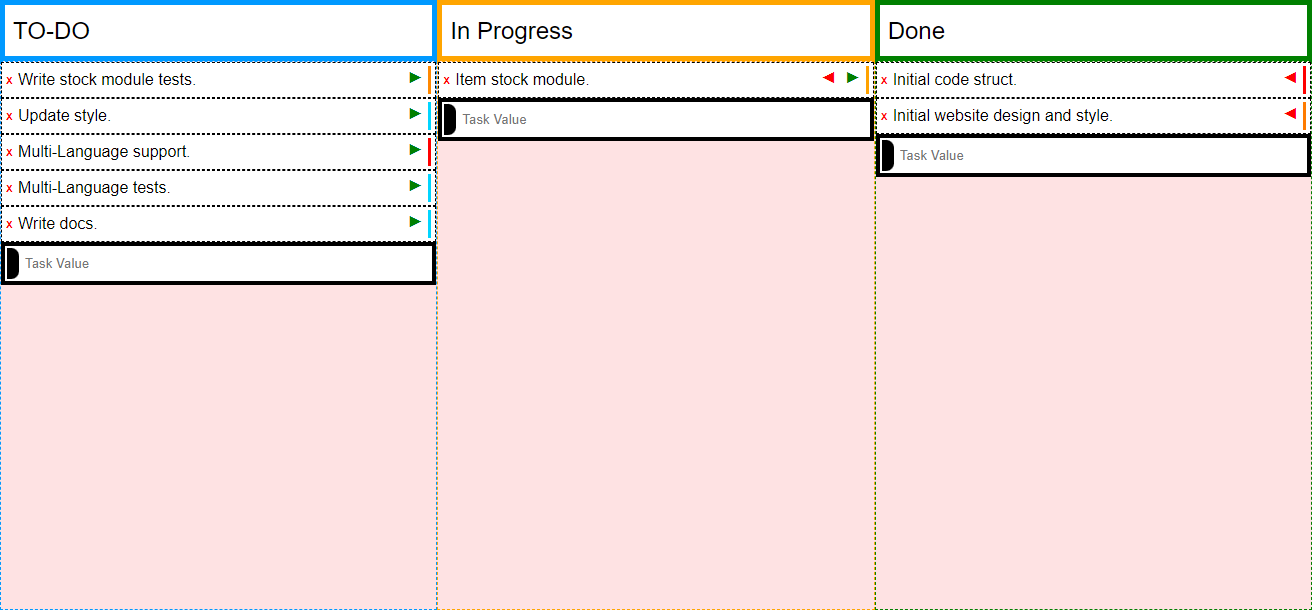 TO-DO
x Write stock module tests.
x Update style.
x Multi-Language support.
x Multi-Language tests.
x Write docs.
Task Value
In Progress
x Item stock module.
Task Value
Done
x Initial code struct.
x Initial website design and style.
Task Value